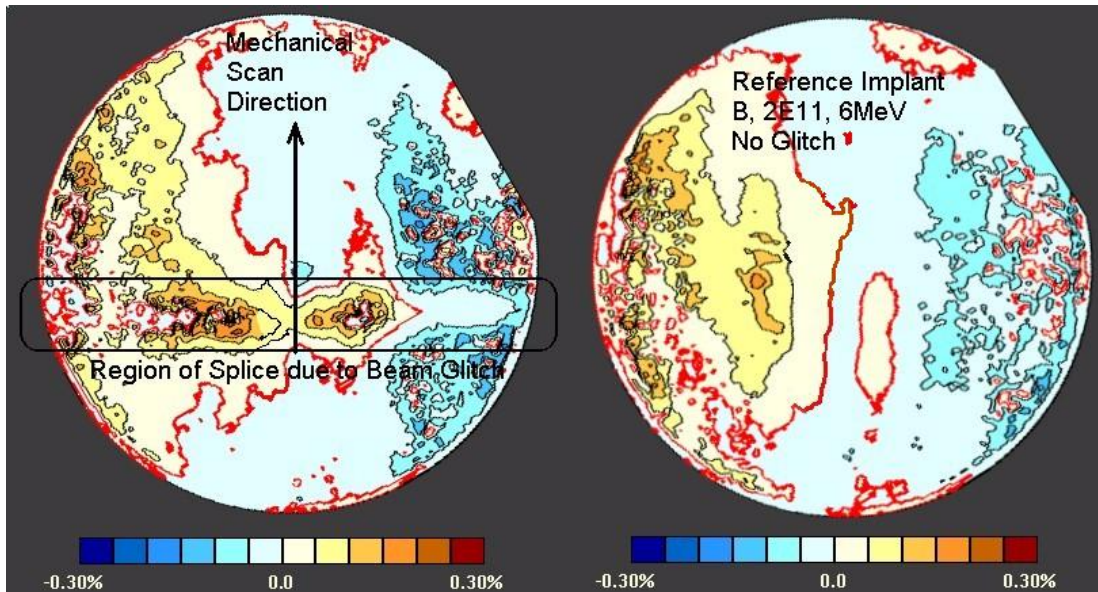 Mechanical
Scan
Direction
Region of Splice due to Beam Glitch
-0.30% 0.0 0.30%
Reference Implant
B, 2E11, 6MeV
No Glitch
-0.30% 0.0 0.30%